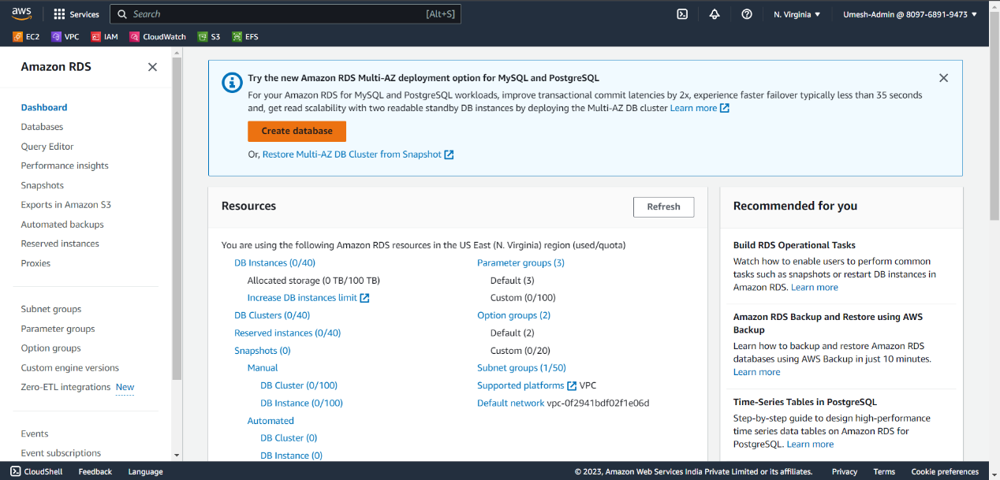 aws
Services
Search
[Alt+S]
N. Virginia
Umesh-Admin @ 8097-6891-9473
EC2
VPC
IAM
CloudWatch
S3
EFS
Amazon RDS
Dashboard
Databases
Query Editor
Performance insights
Snapshots
Exports in Amazon S3
Automated backups
Reserved instances
Proxies
Subnet groups
Parameter groups
Option groups
Custom engine versions
Zero-ETL integrations New
Events
Event subscriptions
Try the new Amazon RDS Multi-AZ deployment option for MySQL and PostgreSQL
For your Amazon RDS for MySQL and PostgreSQL workloads, improve transactional commit latencies by 2x, experience faster failover typically less than 35 seconds
and, get read scalability with two readable standby DB instances by deploying the Multi-AZ DB cluster Learn more
Create database
Or, Restore Multi-AZ DB Cluster from Snapshot
Resources
Refresh
You are using the following Amazon RDS resources in the US East (N. Virginia) region (used/quota)
DB Instances (0/40)
Allocated storage (0 TB/100 TB)
Increase DB instances limit
DB Clusters (0/40)
Reserved instances (0/40)
Snapshots (0)
Manual
DB Cluster (0/100)
DB Instance (0/100)
Automated
DB Cluster (0)
DB Instance (0)
Parameter groups (3)
Default (3)
Custom (0/100)
Option groups (2)
Default (2)
Custom (0/20)
Subnet groups (1/50)
Supported platforms VPC
Default network vpc-0f2941bdf02f1e06d
Recommended for you
Build RDS Operational Tasks
Watch how to enable users to perform common
tasks such as snapshots or restart DB instances in
Amazon RDS. Learn more
Amazon RDS Backup and Restore using AWS
Backup
Learn how to backup and restore Amazon RDS
databases using AWS Backup in just 10 minutes.
Learn more
Time-Series Tables in PostgreSQL
Step-by-step guide to design high-performance
time series data tables on Amazon RDS for
PostgreSQL. Learn more
CloudShell
Feedback
Language
© 2023, Amazon Web Services India Private Limited or its affiliates.
Privacy
Terms
Cookie preferences